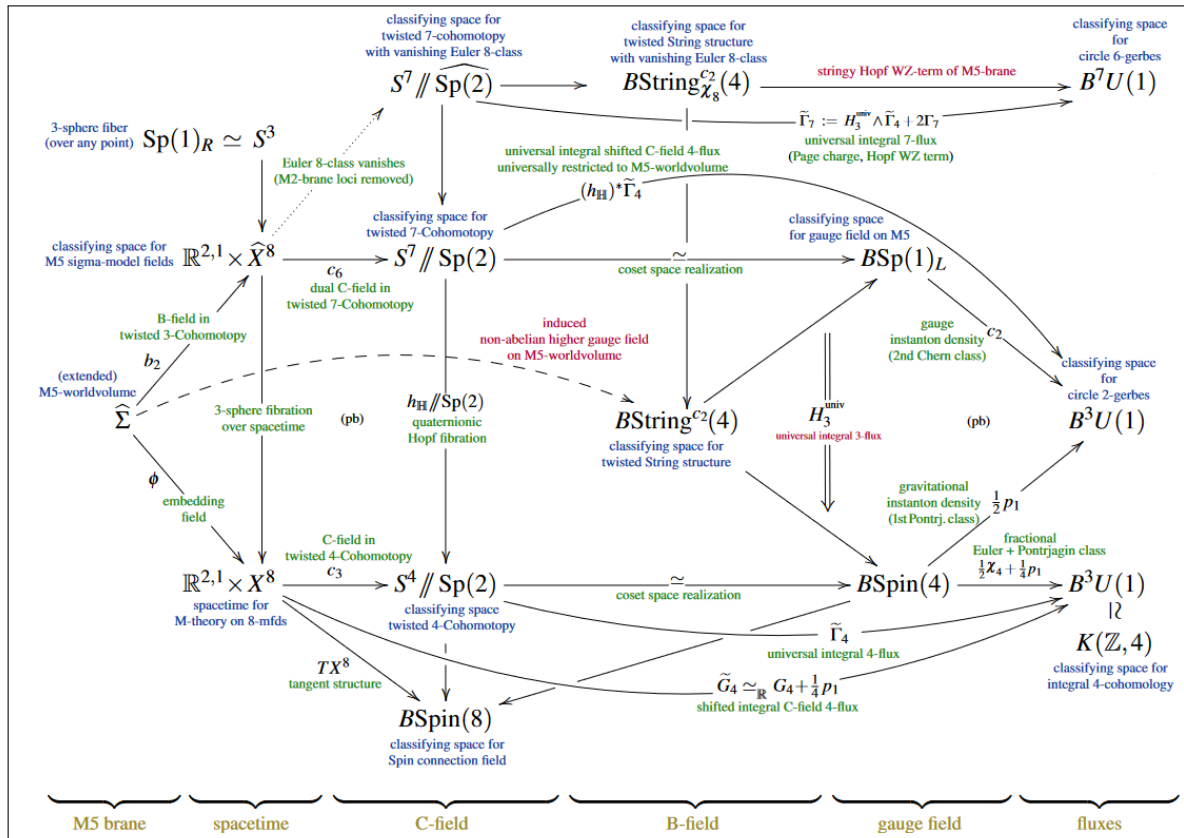 classifying space for
twisted 7-cohomotopy
with vanishing Euler 8-class
S⁷ ⫽ \widehat{Sp(2)}
classifying space for
twisted String structure
with vanishing Euler 8-class
BString^{c₂}_{χ₈}(4)
stringy Hopf WZ-term of M5-brane
classifying space
for
circle 6-gerbes
B⁷U(1)
Γ̃₇ := H₃^{univ} ∧ Γ̃₄ + 2Γ₇
universal integral 7-flux
(Page charge, Hopf WZ term)
3-sphere fiber
(over any point)
Sp(1)_R ≃ S³
Euler 8-class vanishes
(M2-brane loci removed)
universal integral shifted C-field 4-flux
universally restricted to M5-worldvolume
(h_ℍ)*Γ̃₄
classifying space for
M5 sigma-model fields
ℝ^{2,1} × X̂⁸
c₆
dual C-field in
twisted 7-Cohomotopy
classifying space for
twisted 7-Cohomotopy
S⁷ ⫽ Sp(2)
≃
coset space realization
classifying space
for gauge field on M5
BSp(1)_L
B-field in
twisted 3-Cohomotopy
b₂
induced
non-abelian higher gauge field
on M5-worldvolume
gauge
instanton density
(2nd Chern class)
c₂
(extended)
M5-worldvolume
Σ̂
3-sphere fibration
over spacetime
(pb)
h_ℍ⫽Sp(2)
quaternionic
Hopf fibration
BString^{c₂}(4)
classifying space for
twisted String structure
H₃^{univ}
universal integral 3-flux
(pb)
classifying space
for
circle 2-gerbes
B³U(1)
ϕ
embedding
field
gravitational
instanton density
(1st Pontrj. class)
½p₁
C-field in
twisted 4-Cohomotopy
c₃
fractional
Euler + Pontrjagin class
½χ₄ + ¼p₁
ℝ^{2,1} × X⁸
spacetime for
M-theory on 8-mfds
S⁴ ⫽ Sp(2)
classifying space
twisted 4-Cohomotopy
≃
coset space realization
BSpin(4)
B³U(1)
≀≀
K(ℤ,4)
classifying space for
integral 4-cohomology
Γ̃₄
universal integral 4-flux
TX⁸
tangent structure
G̃₄ ≃_ℝ G₄ + ¼p₁
shifted integral C-field 4-flux
BSpin(8)
classifying space for
Spin connection field
M5 brane
spacetime
C-field
B-field
gauge field
fluxes